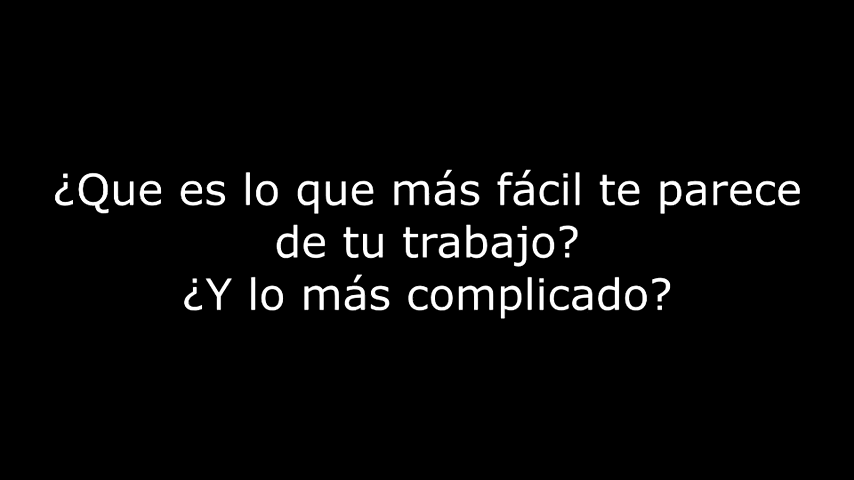 ¿Que es lo que más fácil te parece
de tu trabajo?
¿Y lo más complicado?